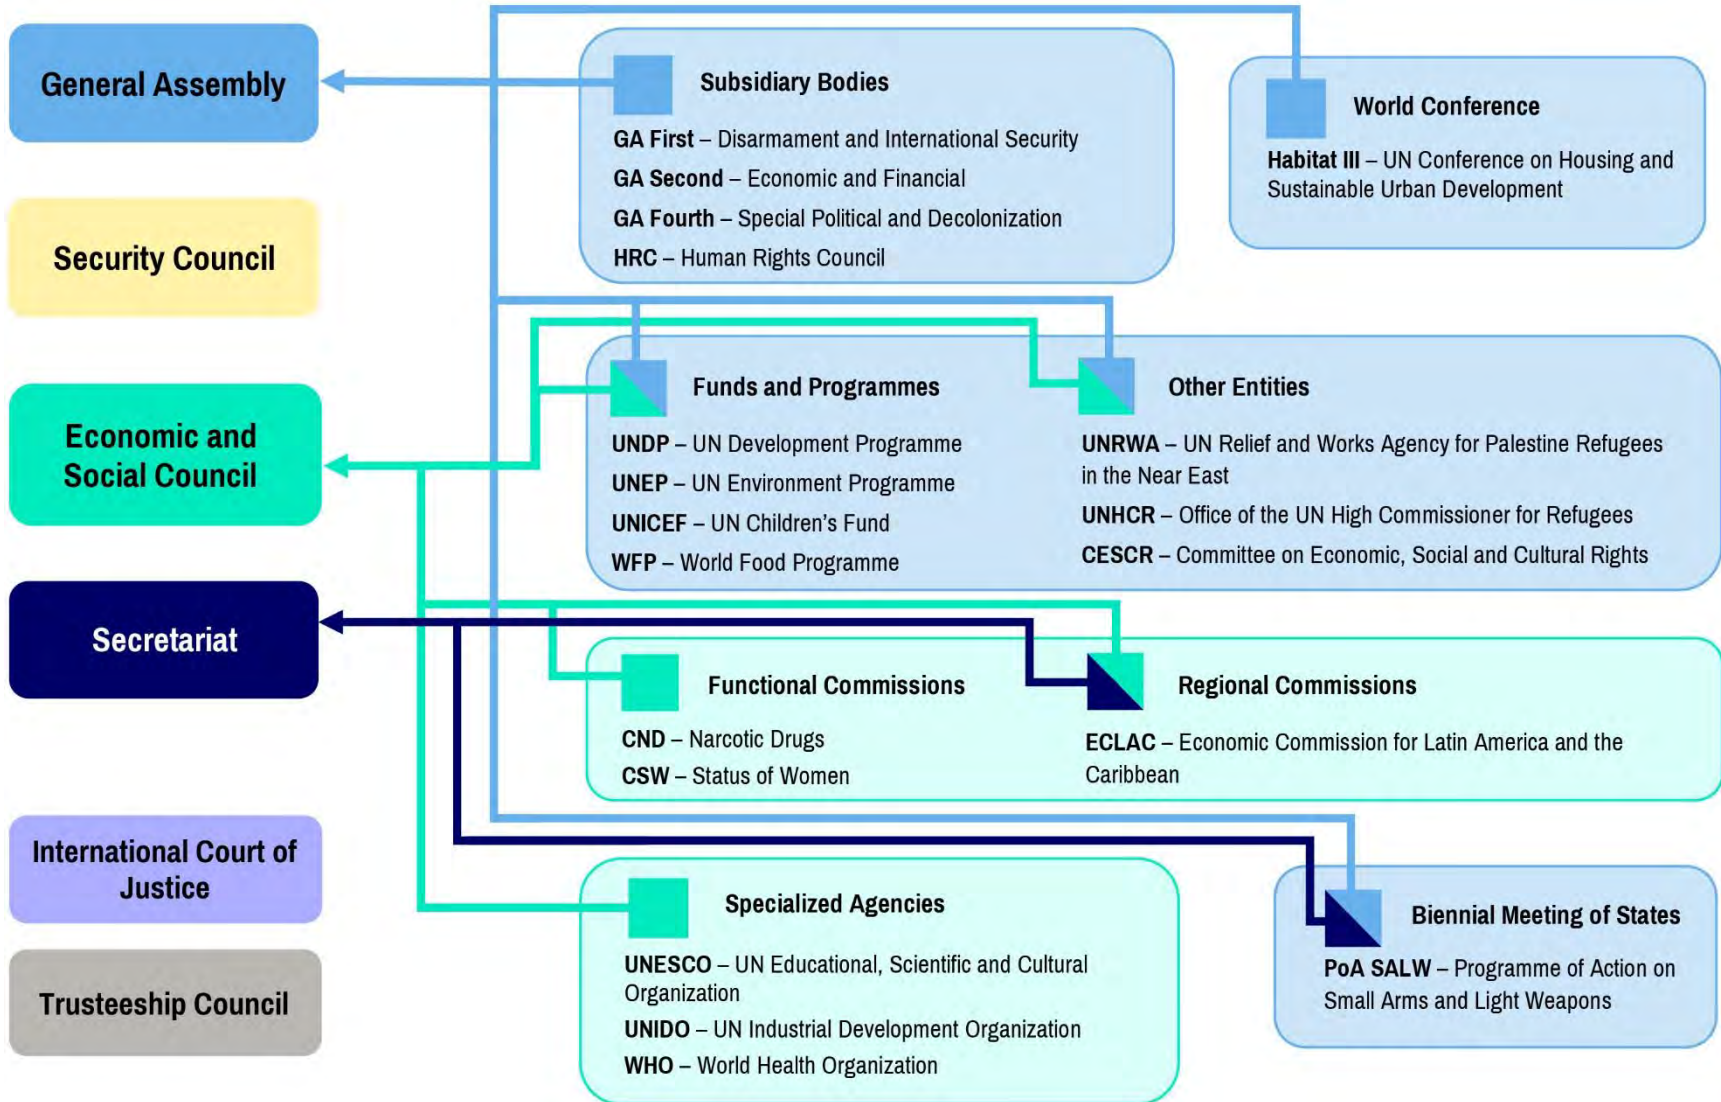 General Assembly
Security Council
Economic and
Social Council
Secretariat
International Court of
Justice
Trusteeship Council
Subsidiary Bodies
GA First – Disarmament and International Security
GA Second – Economic and Financial
GA Fourth – Special Political and Decolonization
HRC – Human Rights Council
World Conference
Habitat III – UN Conference on Housing and
Sustainable Urban Development
Funds and Programmes
UNDP – UN Development Programme
UNEP – UN Environment Programme
UNICEF – UN Children’s Fund
WFP – World Food Programme
Other Entities
UNRWA – UN Relief and Works Agency for Palestine Refugees
in the Near East
UNHCR – Office of the UN High Commissioner for Refugees
CESCR – Committee on Economic, Social and Cultural Rights
Functional Commissions
CND – Narcotic Drugs
CSW – Status of Women
Regional Commissions
ECLAC – Economic Commission for Latin America and the
Caribbean
Specialized Agencies
UNESCO – UN Educational, Scientific and Cultural
Organization
UNIDO – UN Industrial Development Organization
WHO – World Health Organization
Biennial Meeting of States
PoA SALW – Programme of Action on
Small Arms and Light Weapons